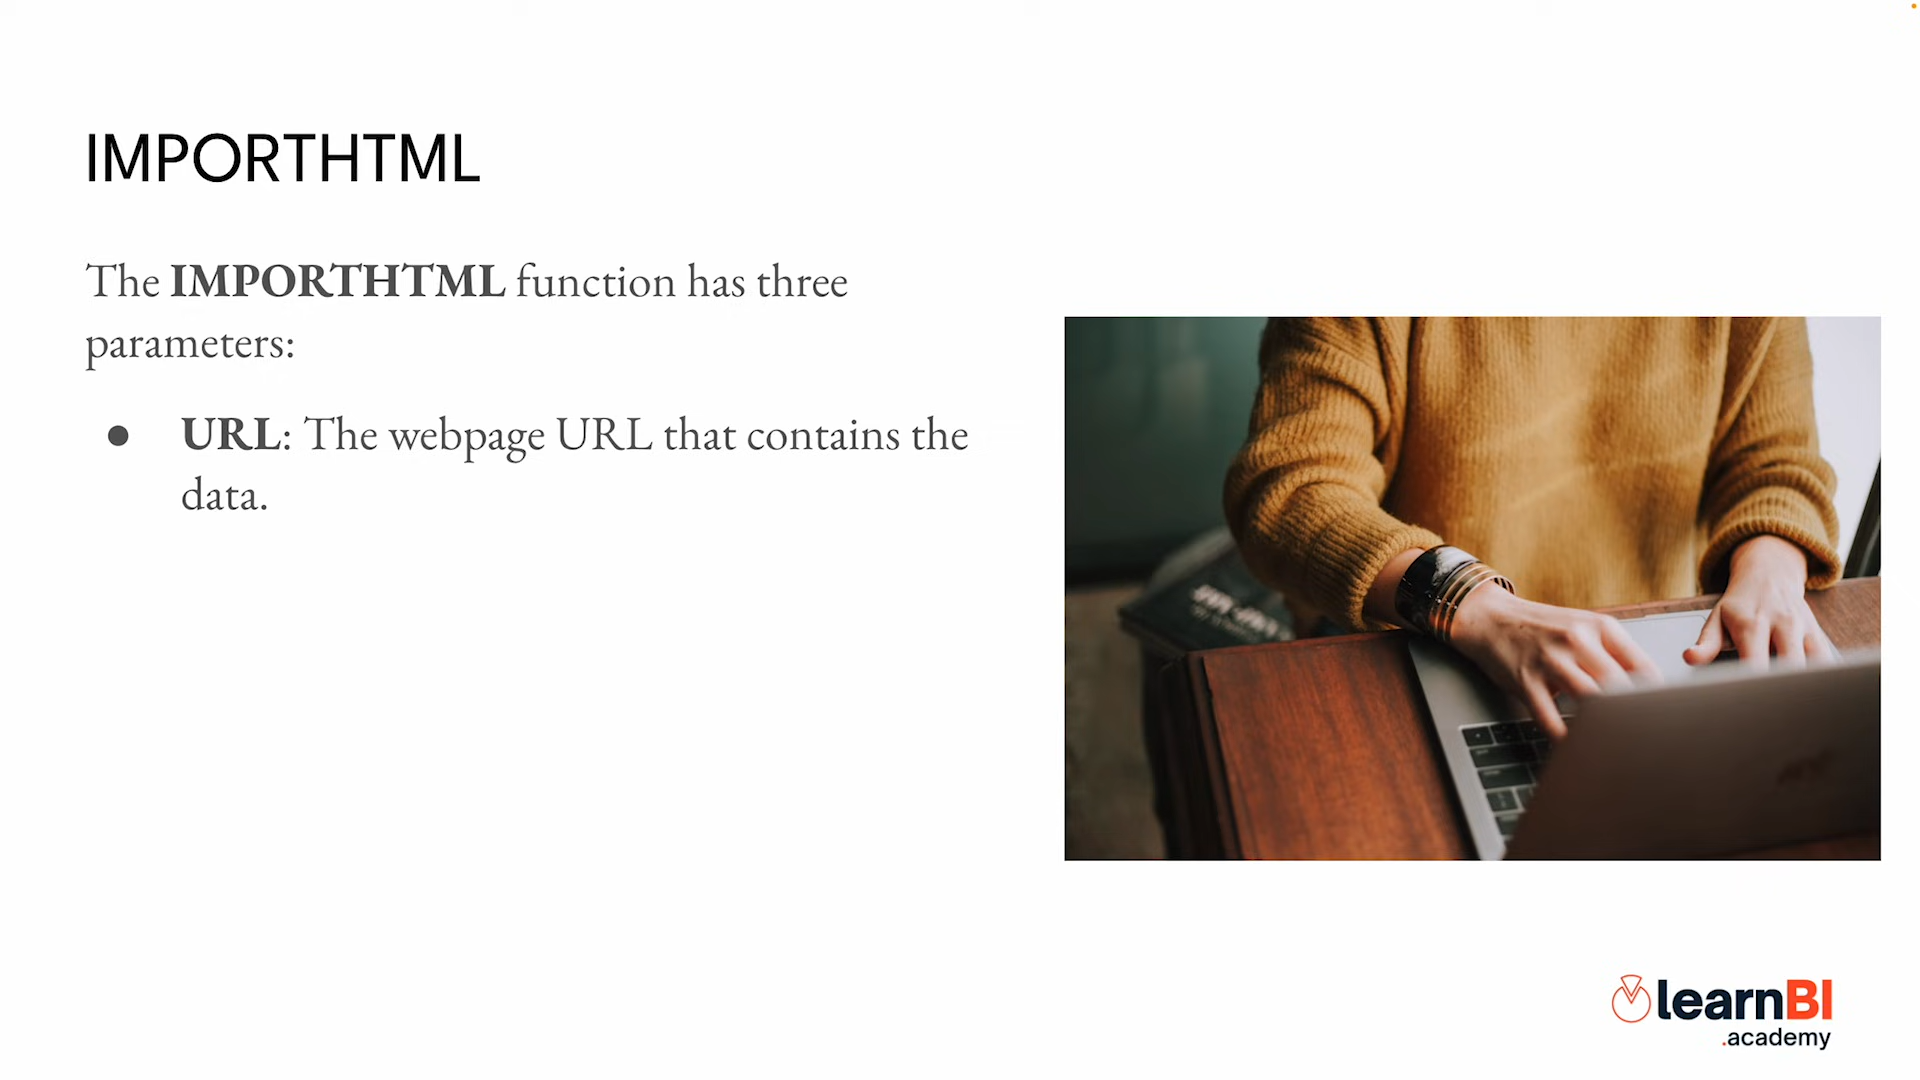 IMPORTHTML
The IMPORTHTML function has three
parameters:
● URL: The webpage URL that contains the
data.
learnBI
.academy